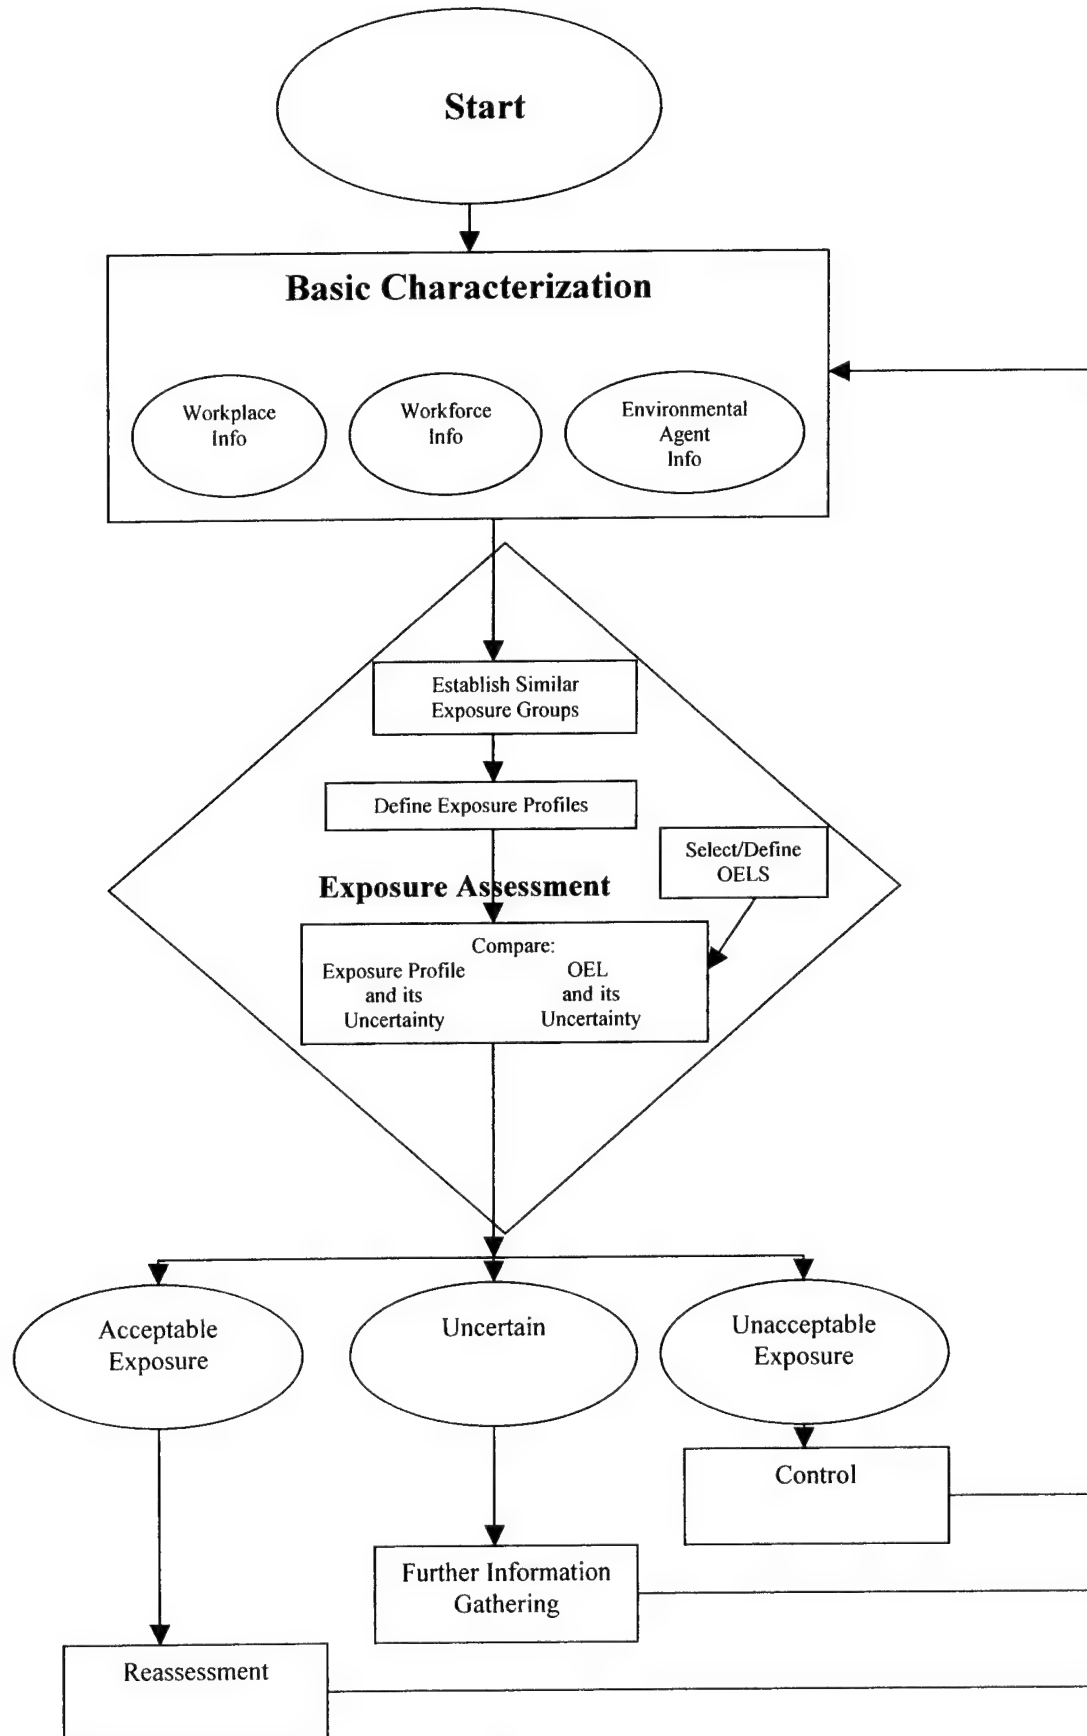 Start
Basic Characterization
Workplace
Info
Workforce
Info
Environmental
Agent
Info
Establish Similar
Exposure Groups
Define Exposure Profiles
Select/Define
OELS
Exposure Assessment
Compare:
Exposure Profile
and its
Uncertainty
OEL
and its
Uncertainty
Acceptable
Exposure
Uncertain
Unacceptable
Exposure
Control
Further Information
Gathering
Reassessment